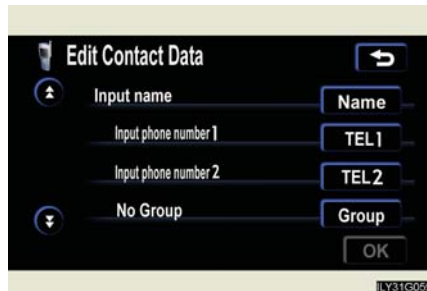 Edit Contact Data
Input name Name
Input phone number 1 TEL1
Input phone number 2 TEL2
No Group Group
OK
ILY31G05